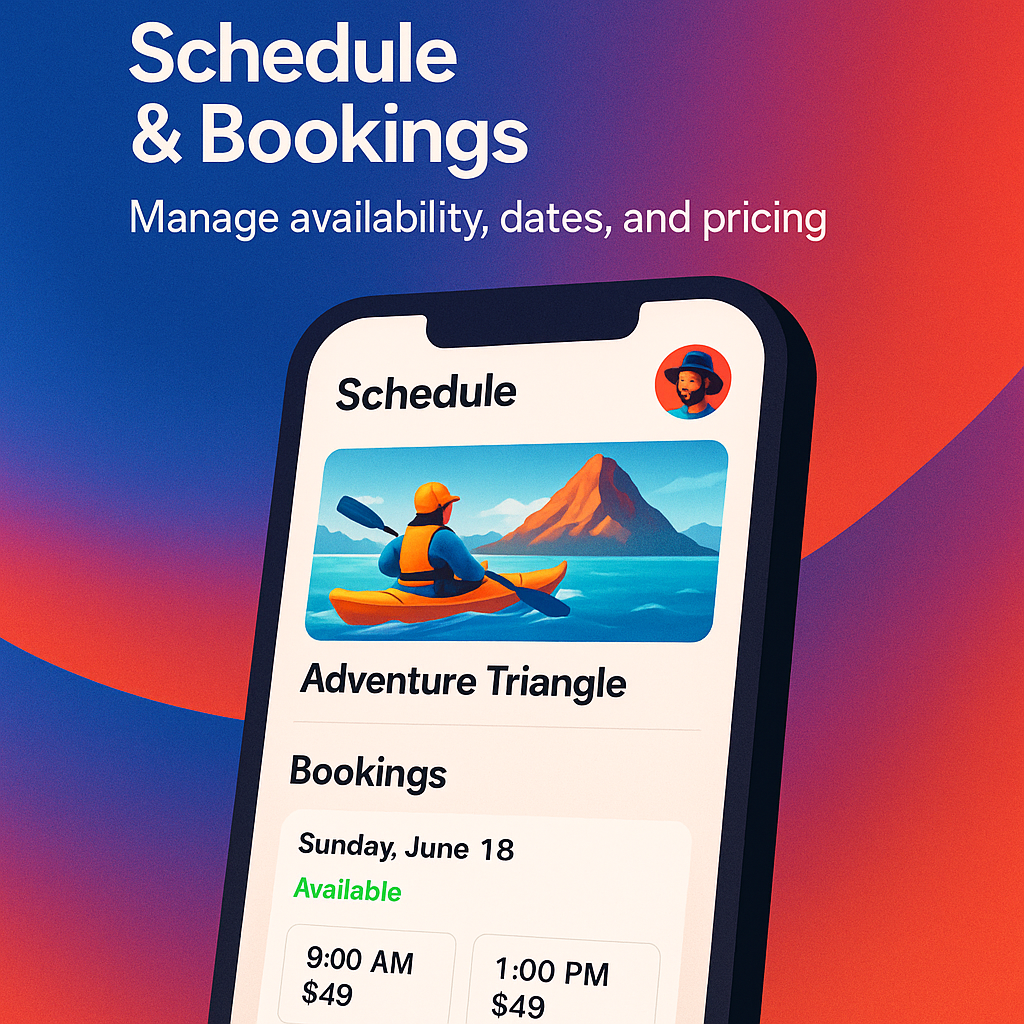 Schedule
& Bookings
Manage availability, dates, and pricing
Schedule
Adventure Triangle
Bookings
Sunday, June 18
Available
9:00 AM
$49
1:00 PM
$49